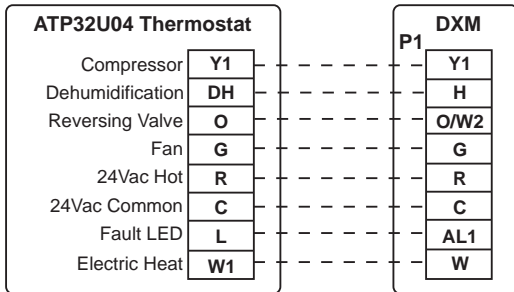 ATP32U04 Thermostat DXM
P1
Compressor Y1 Y1
Dehumidification DH H
Reversing Valve O O/W2
Fan G G
24Vac Hot R R
24Vac Common C C
Fault LED L AL1
Electric Heat W1 W